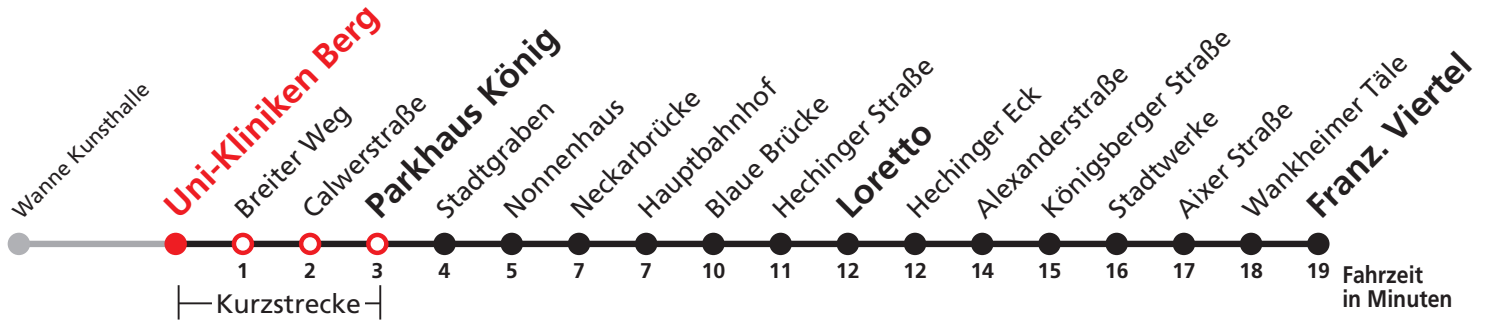 Wanne Kunsthalle
Uni-Kliniken Berg
Breiter Weg
Calwerstraße
Parkhaus König
Stadtgraben
Nonnenhaus
Neckarbrücke
Hauptbahnhof
Blaue Brücke
Hechinger Straße
Loretto
Hechinger Eck
Alexanderstraße
Königsberger Straße
Stadtwerke
Aixer Straße
Wankheimer Täle
Franz. Viertel
1 2 3 4 5 7 7 10 11 12 12 14 15 16 17 18 19
Fahrzeit
in Minuten
Kurzstrecke